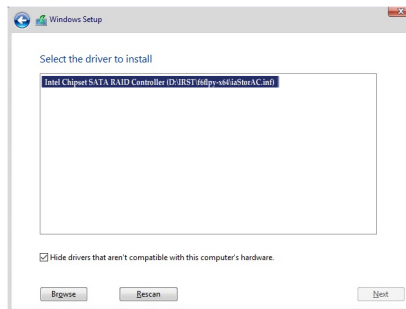 Windows Setup
Select the driver to install
Intel Chipset SATA RAID Controller (D:\IRST\f6flpy-x64\iaStorAC.inf)
Hide drivers that aren't compatible with this computer's hardware.
Browse
Rescan
Next